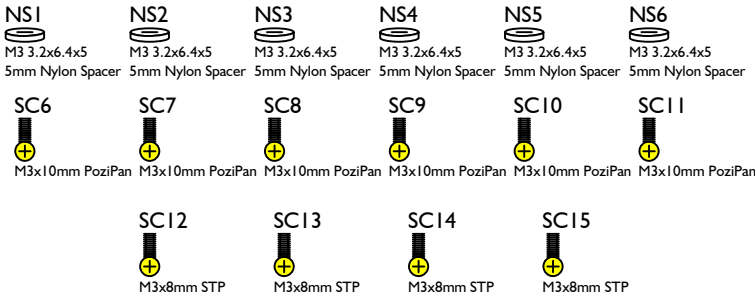 NS1 NS2 NS3 NS4 NS5 NS6
M3 3.2x6.4x5 M3 3.2x6.4x5 M3 3.2x6.4x5 M3 3.2x6.4x5 M3 3.2x6.4x5 M3 3.2x6.4x5
5mm Nylon Spacer 5mm Nylon Spacer 5mm Nylon Spacer 5mm Nylon Spacer 5mm Nylon Spacer 5mm Nylon Spacer
SC6 SC7 SC8 SC9 SC10 SC11
M3x10mm PoziPan M3x10mm PoziPan M3x10mm PoziPan M3x10mm PoziPan M3x10mm PoziPan M3x10mm PoziPan
SC12 SC13 SC14 SC15
M3x8mm STP M3x8mm STP M3x8mm STP M3x8mm STP